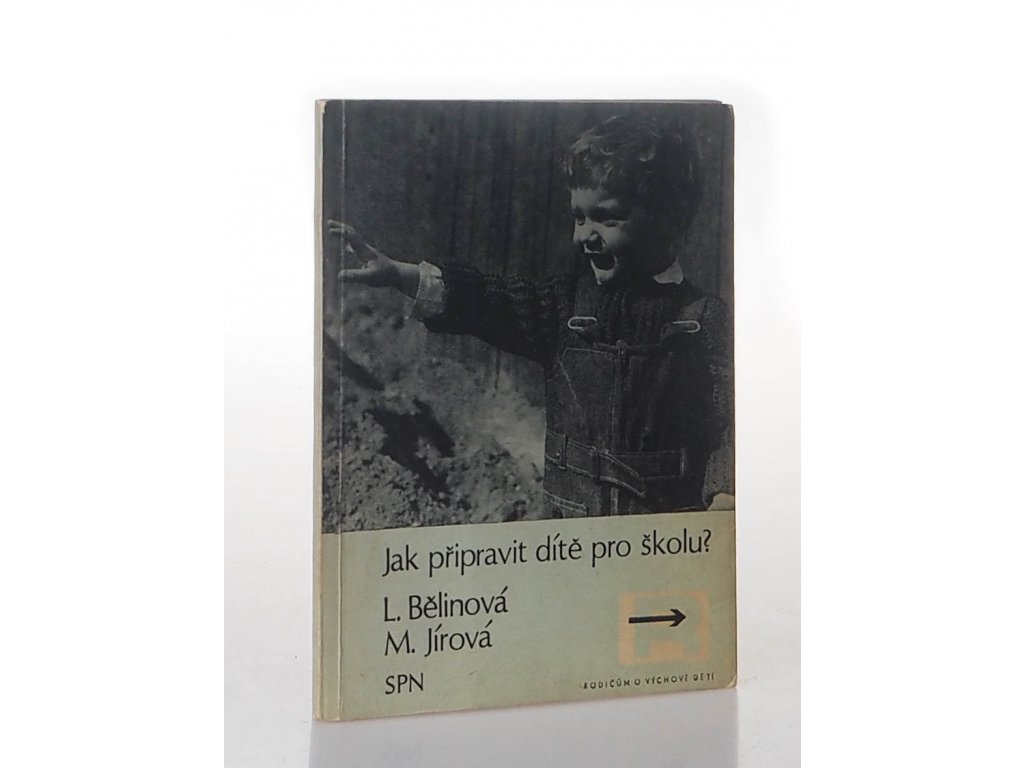 Jak připravit dítě pro školu?
L. Bělinová
M. Jírová
SPN
RODIČŮM O VÝCHOVĚ DĚTÍ